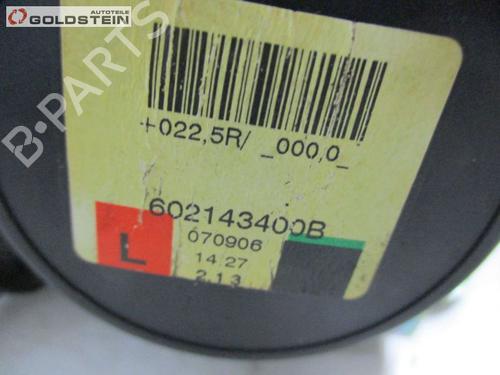 AUTOTEILE
GOLDSTEIN
B-PARTS
+022,5R/ _000,0_
602143400B
L
070906
14.27
2.13